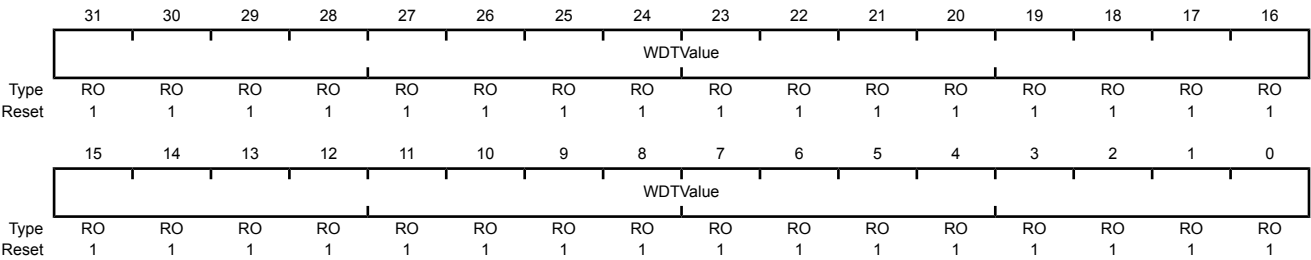 31 30 29 28 27 26 25 24 23 22 21 20 19 18 17 16
WDTValue
Type RO RO RO RO RO RO RO RO RO RO RO RO RO RO RO RO
Reset 1 1 1 1 1 1 1 1 1 1 1 1 1 1 1 1
15 14 13 12 11 10 9 8 7 6 5 4 3 2 1 0
WDTValue
Type RO RO RO RO RO RO RO RO RO RO RO RO RO RO RO RO
Reset 1 1 1 1 1 1 1 1 1 1 1 1 1 1 1 1